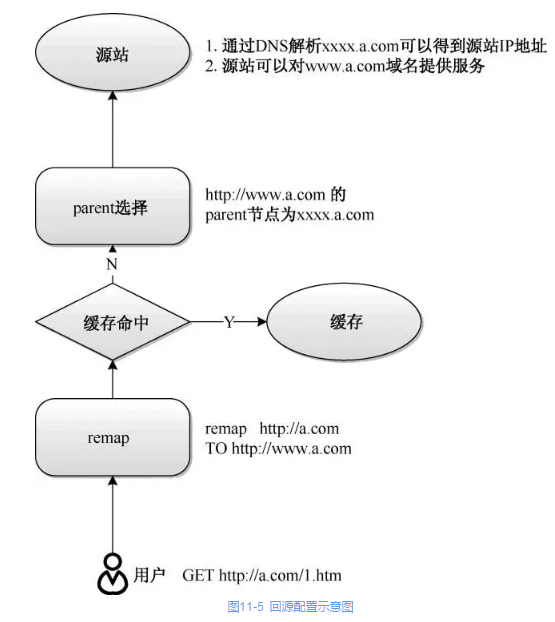 源站
1. 通过DNS解析xxxx.a.com可以得到源站IP地址
2. 源站可以对www.a.com域名提供服务
parent选择
http://www.a.com 的
parent节点为xxxx.a.com
N
缓存命中
Y
缓存
remap
remap http://a.com
TO http://www.a.com
用户 GET http://a.com/1.htm
图11-5 回源配置示意图